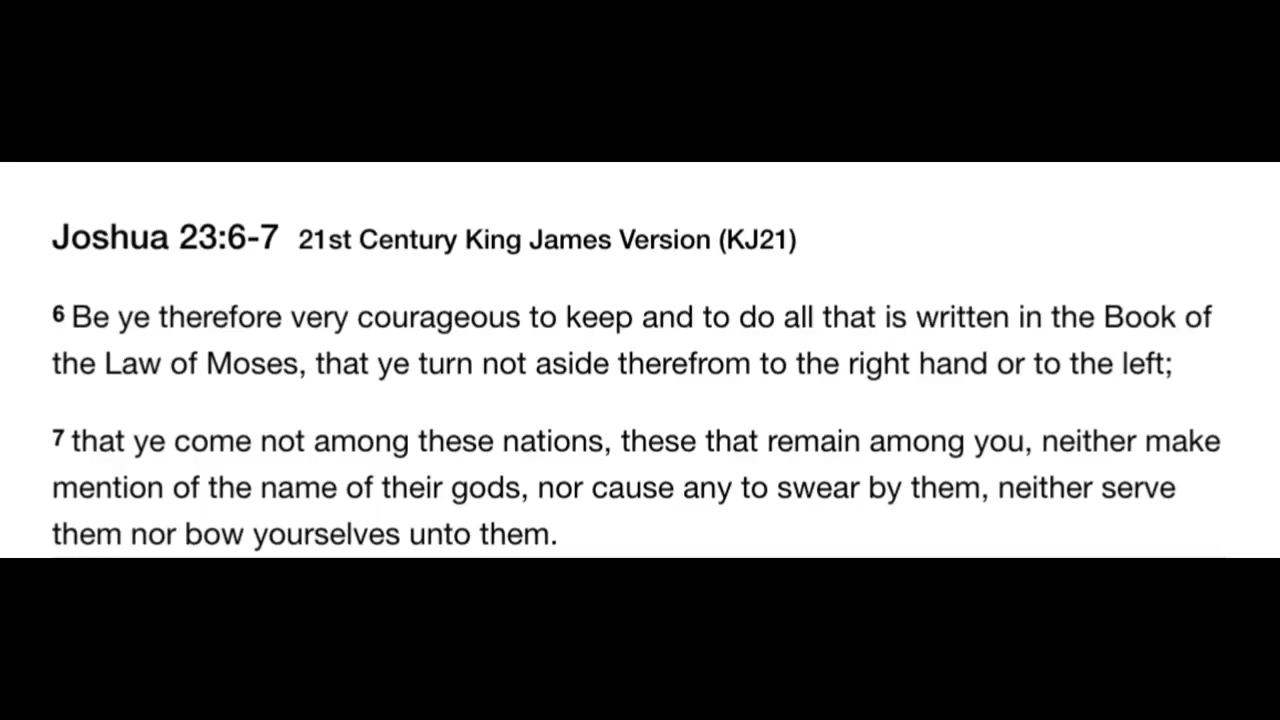 Joshua 23:6-7 21st Century King James Version (KJ21)
6 Be ye therefore very courageous to keep and to do all that is written in the Book of
the Law of Moses, that ye turn not aside therefrom to the right hand or to the left;
7 that ye come not among these nations, these that remain among you, neither make
mention of the name of their gods, nor cause any to swear by them, neither serve
them nor bow yourselves unto them.